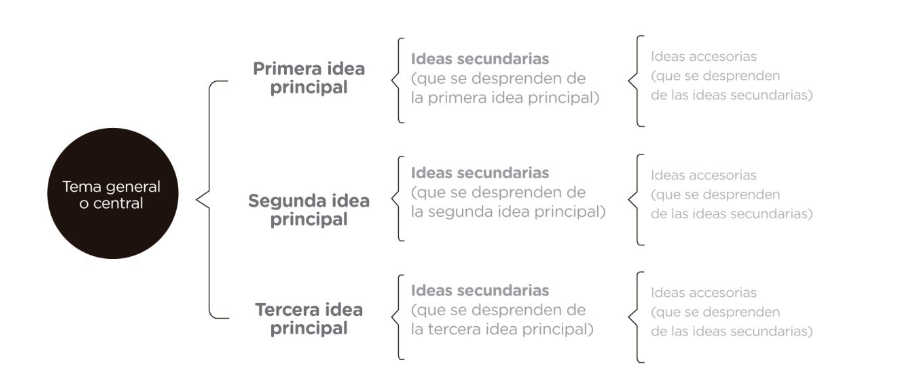 Tema general
o central
Primera idea
principal
Ideas secundarias
(que se desprenden de
la primera idea principal)
Ideas accesorias
(que se desprenden
de las ideas secundarias)
Segunda idea
principal
Ideas secundarias
(que se desprenden de
la segunda idea principal)
Ideas accesorias
(que se desprenden
de las ideas secundarias)
Tercera idea
principal
Ideas secundarias
(que se desprenden de
la tercera idea principal)
Ideas accesorias
(que se desprenden
de las ideas secundarias)